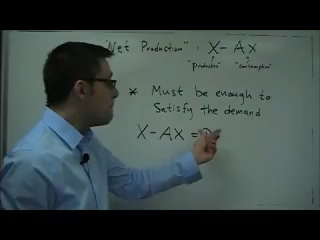 "Net Production" : X - AX
"production" "consumption"
* Must be enough to
Satisfy the demand
X - AX = D